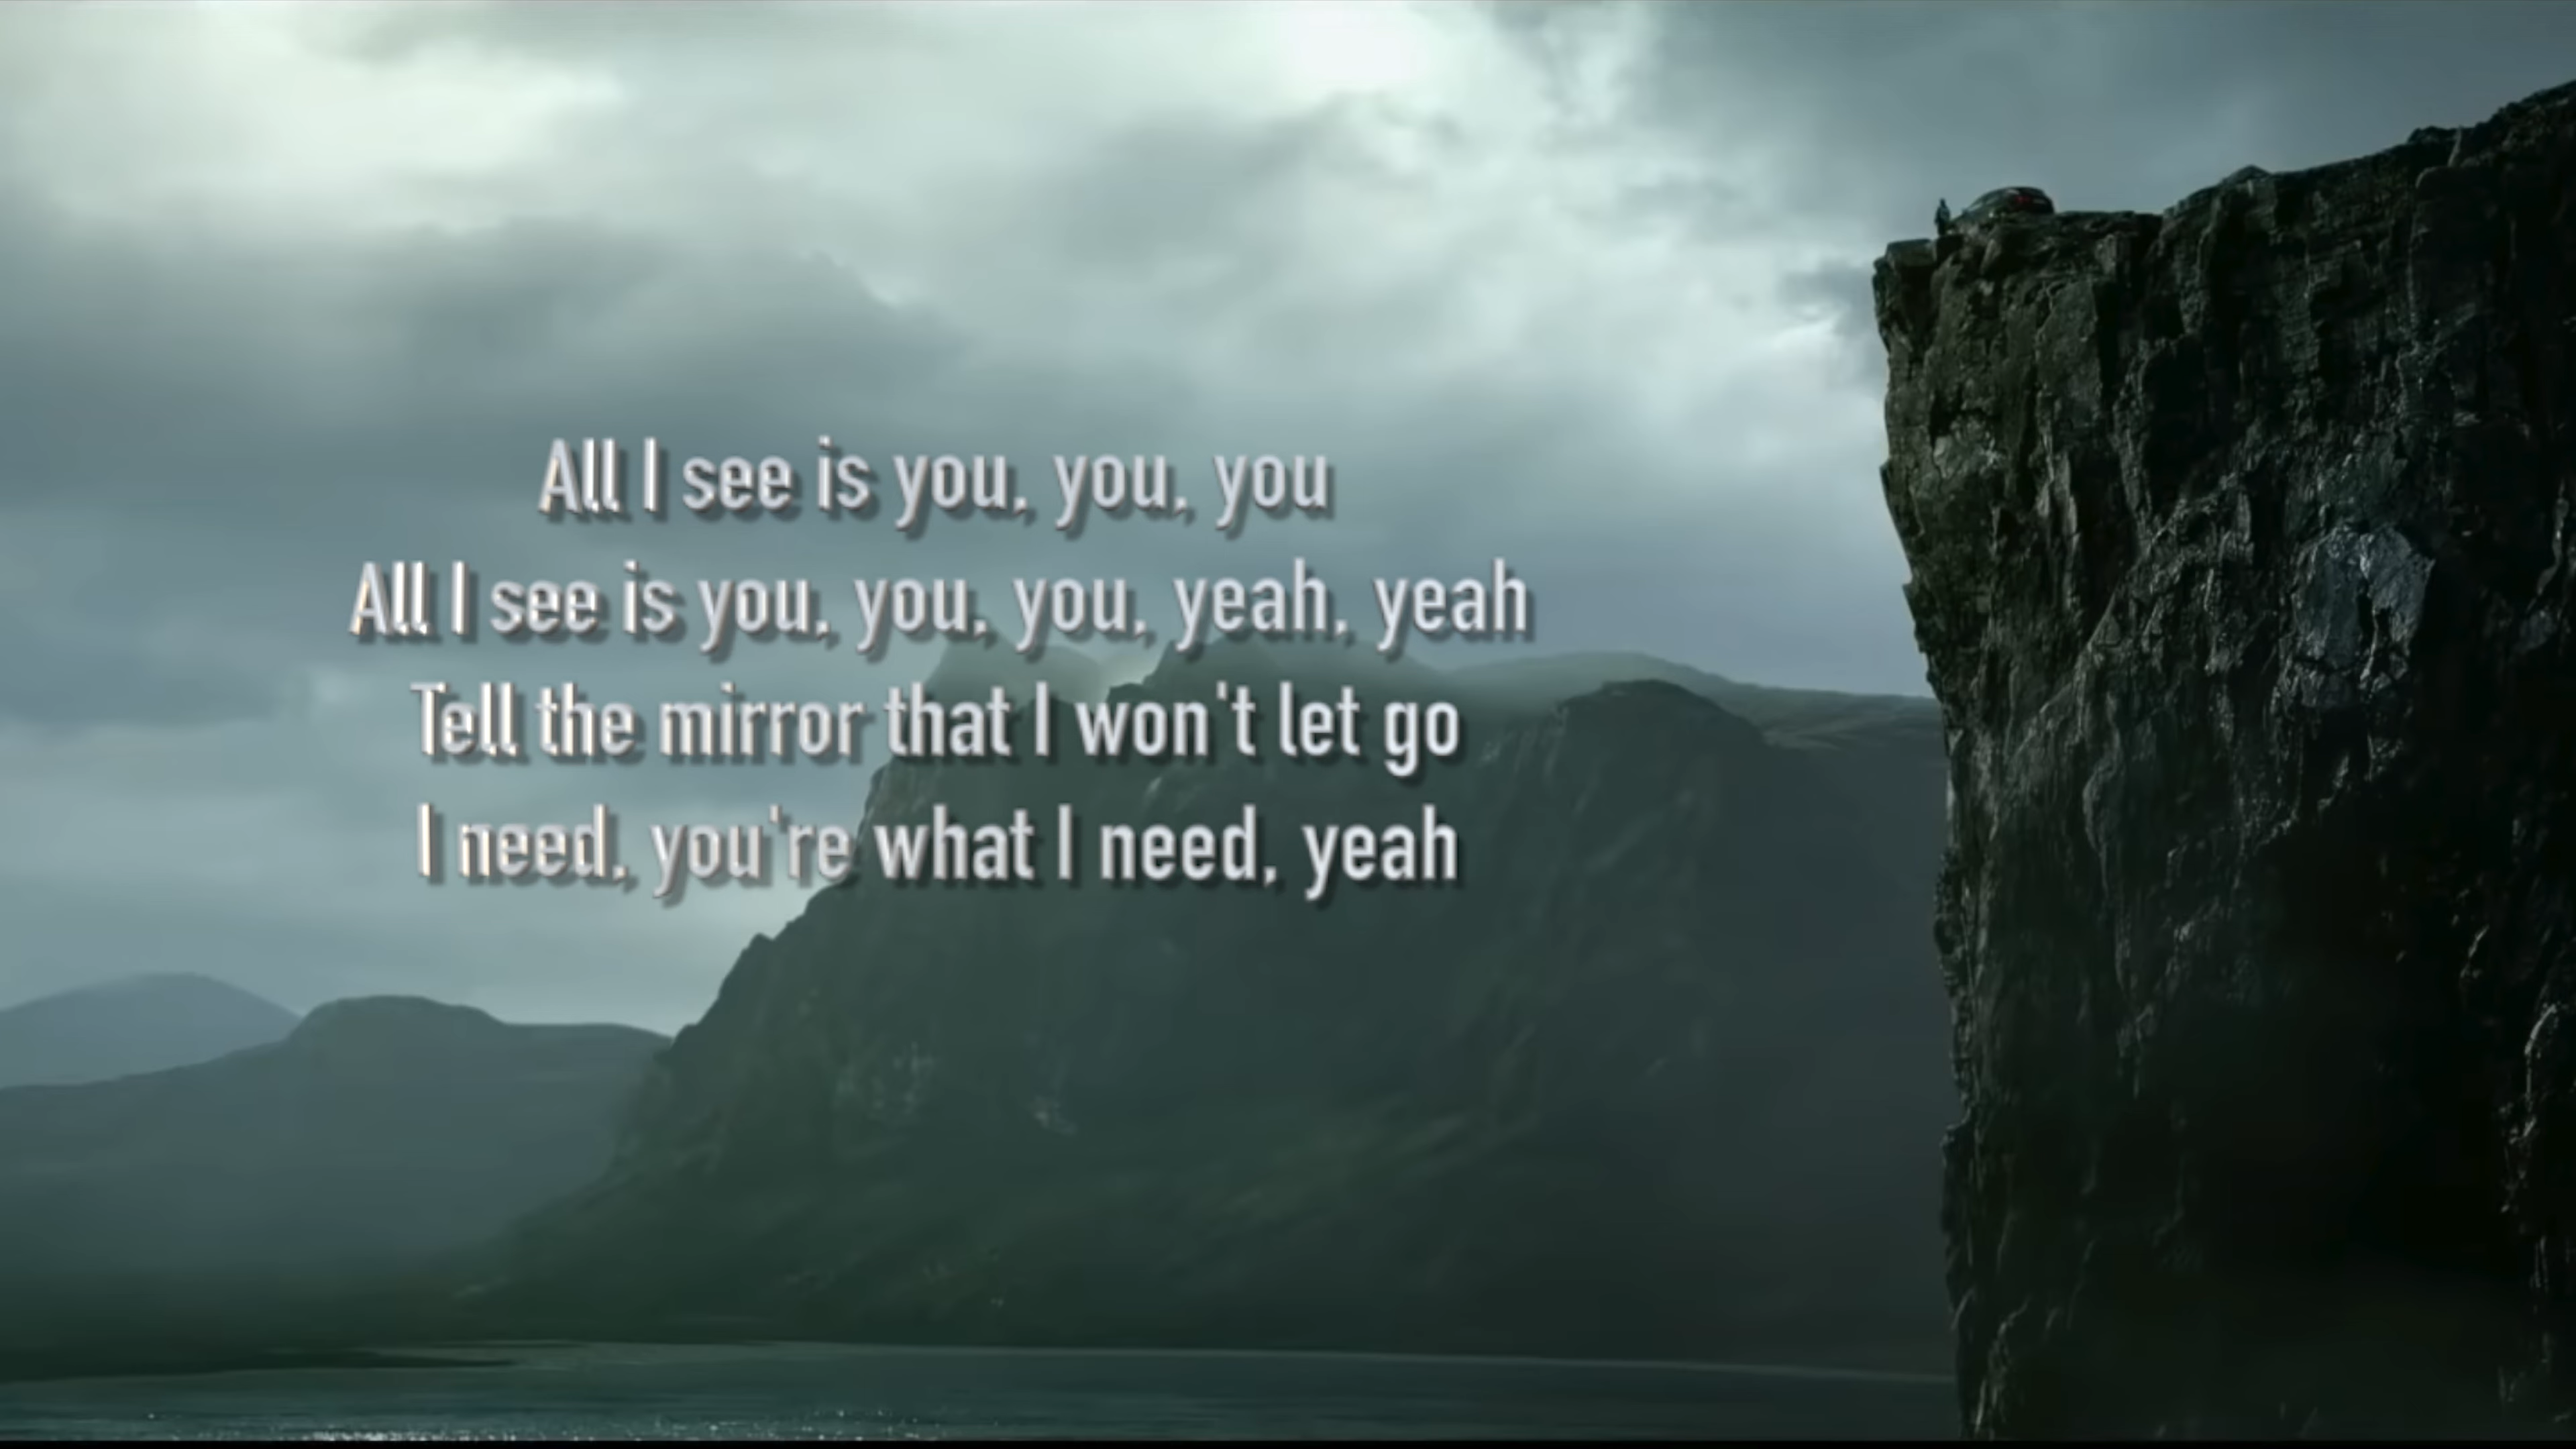 All I see is you, you, you
All I see is you, you, you, yeah, yeah
Tell the mirror that I won't let go
I need, you're what I need, yeah